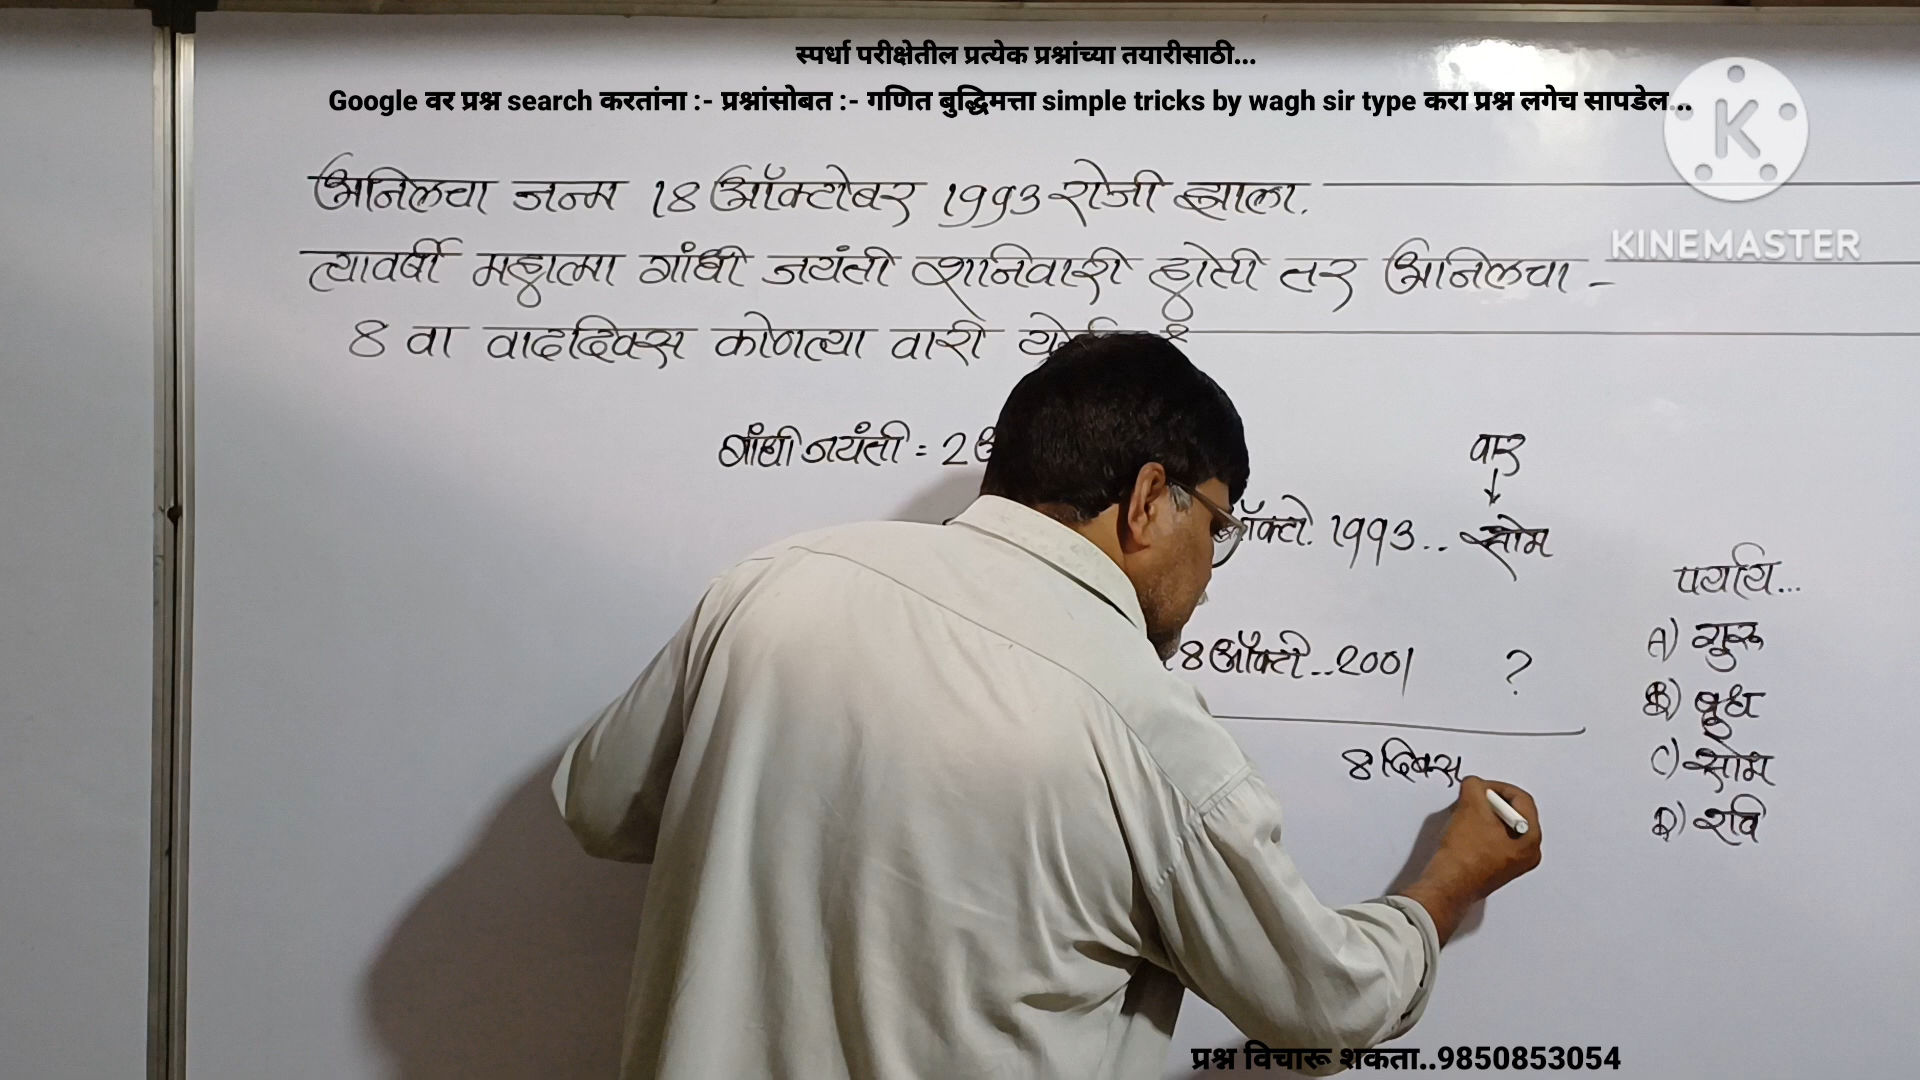 स्पर्धा परीक्षेतील प्रत्येक प्रश्नांच्या तयारीसाठी...
Google वर प्रश्न search करतांना :- प्रश्नांसोबत :- गणित बुद्धिमत्ता simple tricks by wagh sir type करा प्रश्न लगेच सापडेल...
KINEMASTER
अनिलचा जन्म 18 ऑक्टोबर 1993 रोजी झाला.
त्यावर्षी महात्मा गांधी जयंती शनिवारी होती तर अनिलचा -
8 वा वाढदिवस कोणत्या वारी
गांधी जयंती = 2
वार
↓
ऑक्टो. 1993.. सोम
18 ऑक्टो..2001 ?
8 दिवस
पर्याय...
A) गुरु
B) बुध
C) सोम
D) रवि
प्रश्न विचारू शकता..9850853054